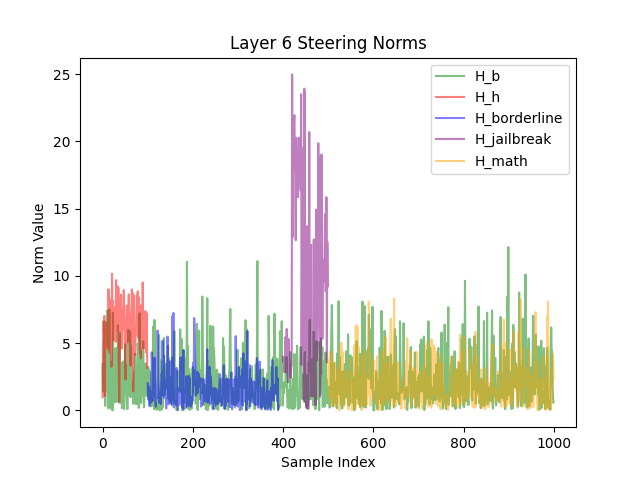 Layer 6 Steering Norms
25
20
15
10
5
0
Norm Value
H_b
H_h
H_borderline
H_jailbreak
H_math
0 200 400 600 800 1000
Sample Index